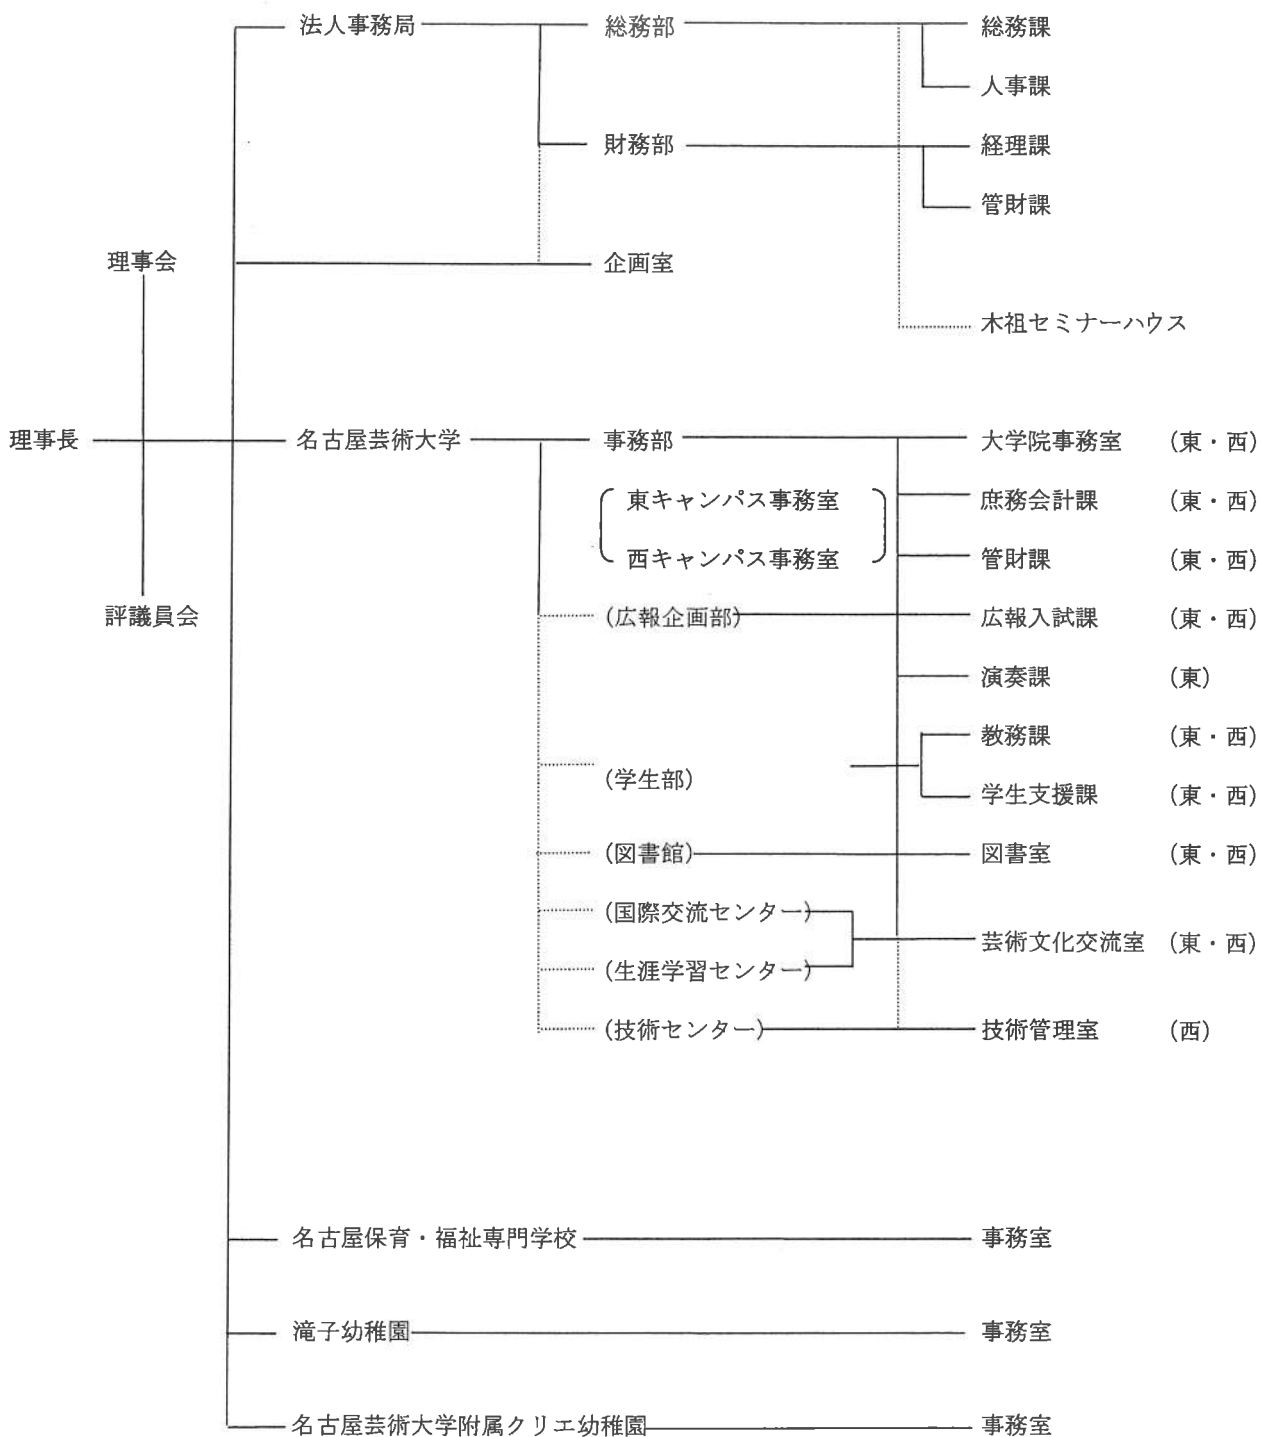 法人事務局 総務部 総務課
人事課
財務部 経理課
管財課
理事会 企画室
木祖セミナーハウス
理事長 名古屋芸術大学 事務部 大学院事務室 (東・西)
東キャンパス事務室 庶務会計課 (東・西)
西キャンパス事務室 管財課 (東・西)
評議員会 (広報企画部) 広報入試課 (東・西)
演奏課 (東)
教務課 (東・西)
(学生部)
学生支援課 (東・西)
(図書館) 図書室 (東・西)
(国際交流センター)
芸術文化交流室 (東・西)
(生涯学習センター)
(技術センター) 技術管理室 (西)
名古屋保育・福祉専門学校 事務室
滝子幼稚園 事務室
名古屋芸術大学附属クリエ幼稚園 事務室